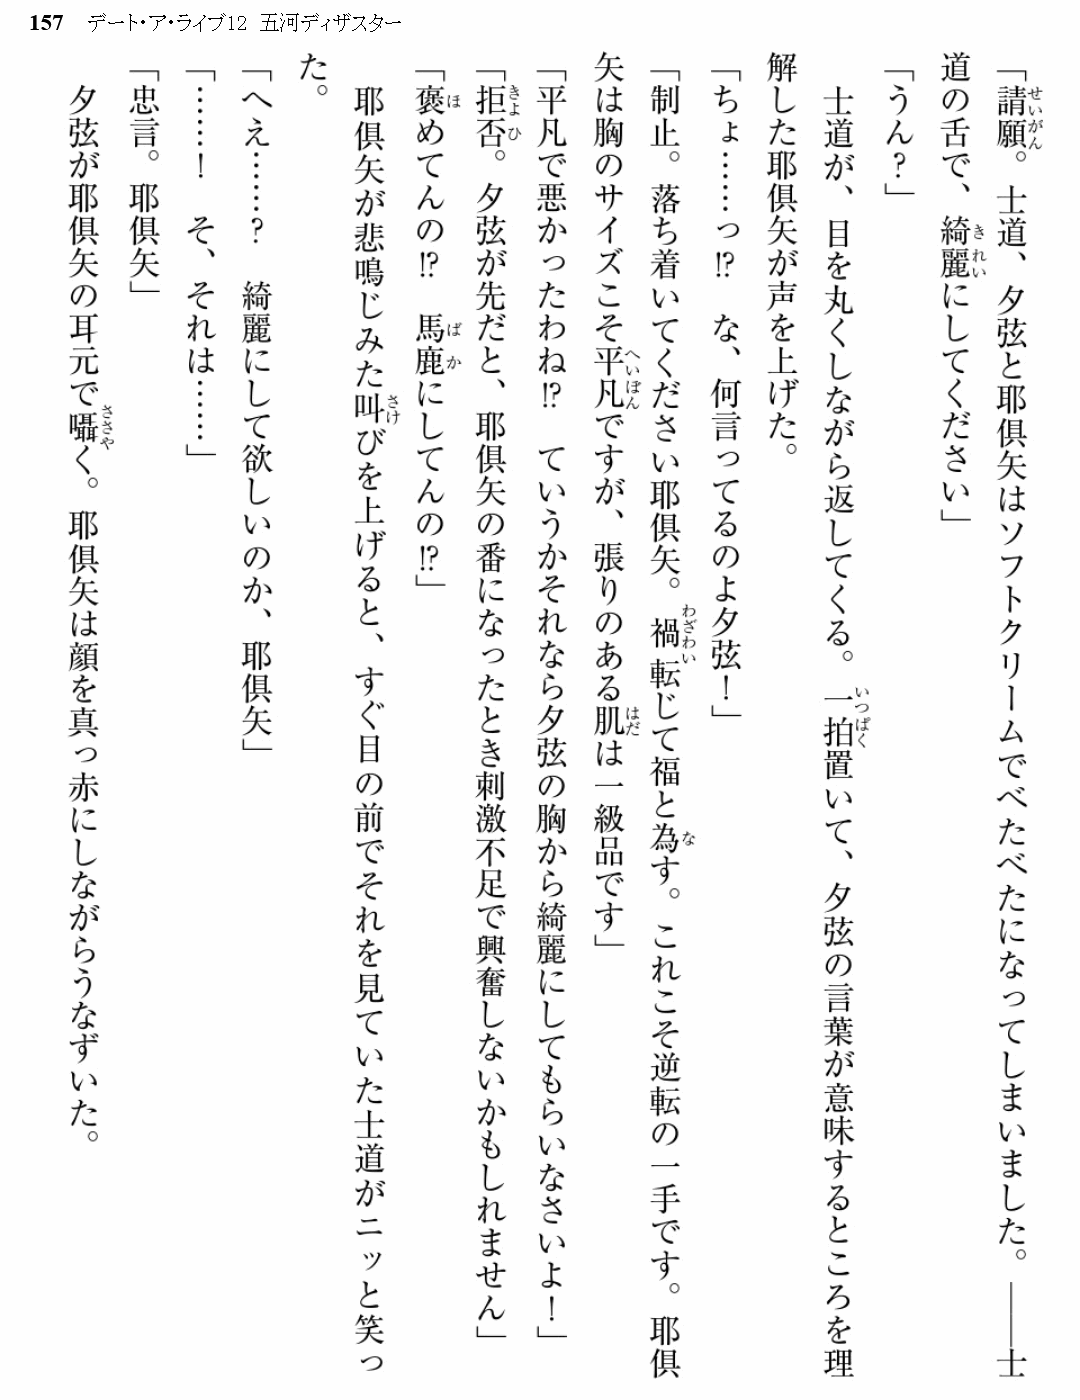 157 デート・ア・ライブ12 五河ディザスター
「請願。士道、夕弦と耶倶矢はソフトクリームでべたべたになってしまいました。――士
道の舌で、綺麗にしてください」
「うん?」
　士道が、目を丸くしながら返してくる。一拍置いて、夕弦の言葉が意味するところを理
解した耶倶矢が声を上げた。
「ちょ……っ!?　な、何言ってるのよ夕弦!」
「制止。落ち着いてください耶倶矢。禍転じて福と為す。これこそ逆転の一手です。耶倶
矢は胸のサイズこそ平凡ですが、張りのある肌は一級品です」
「平凡で悪かったわね!?　ていうかそれなら夕弦の胸から綺麗にしてもらいなさいよ!」
「拒否。夕弦が先だと、耶倶矢の番になったとき刺激不足で興奮しないかもしれません」
「褒めてんの!?　馬鹿にしてんの!?」
　耶倶矢が悲鳴じみた叫びを上げると、すぐ目の前でそれを見ていた士道がニッと笑っ
た。
「へえ……?　綺麗にして欲しいのか、耶倶矢」
「……!　そ、それは……」
「忠言。耶倶矢」
　夕弦が耶倶矢の耳元で囁く。耶倶矢は顔を真っ赤にしながらうなずいた。